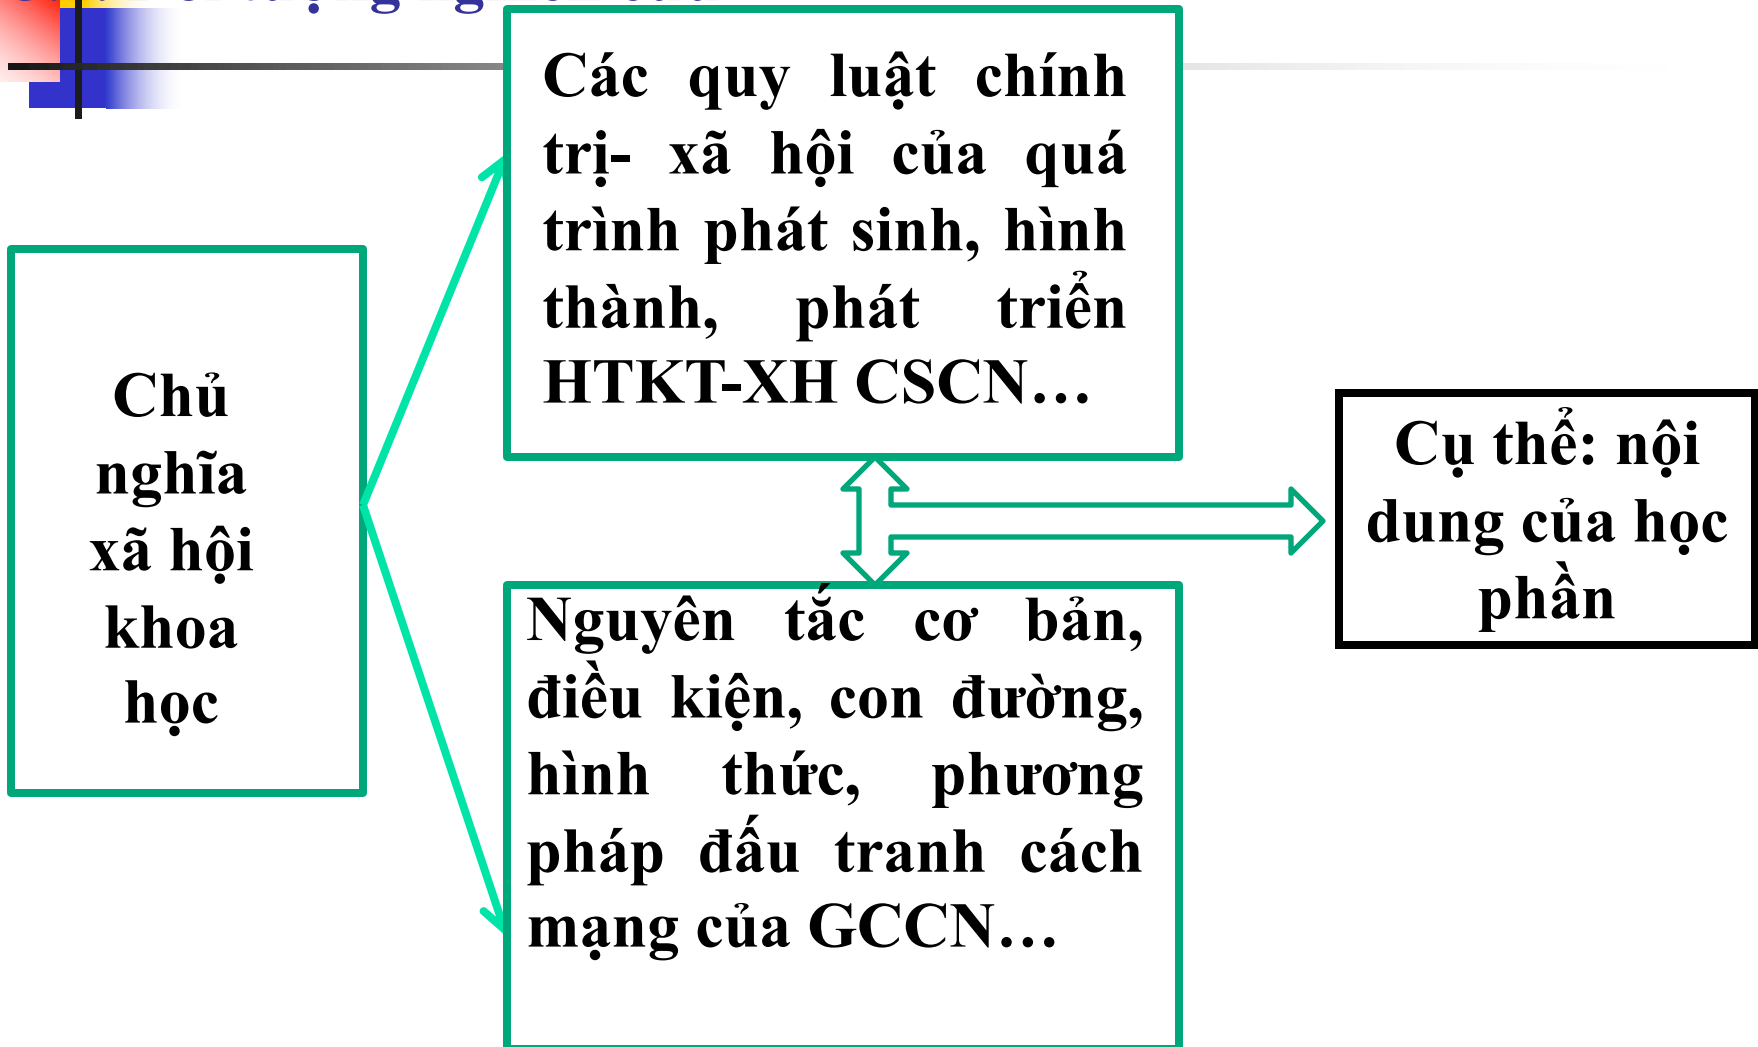 Chủ
nghĩa
xã hội
khoa
học
Các quy luật chính
trị- xã hội của quá
trình phát sinh, hình
thành, phát triển
HTKT-XH CSCN…
Nguyên tắc cơ bản,
điều kiện, con đường,
hình thức, phương
pháp đấu tranh cách
mạng của GCCN…
Cụ thể: nội
dung của học
phần